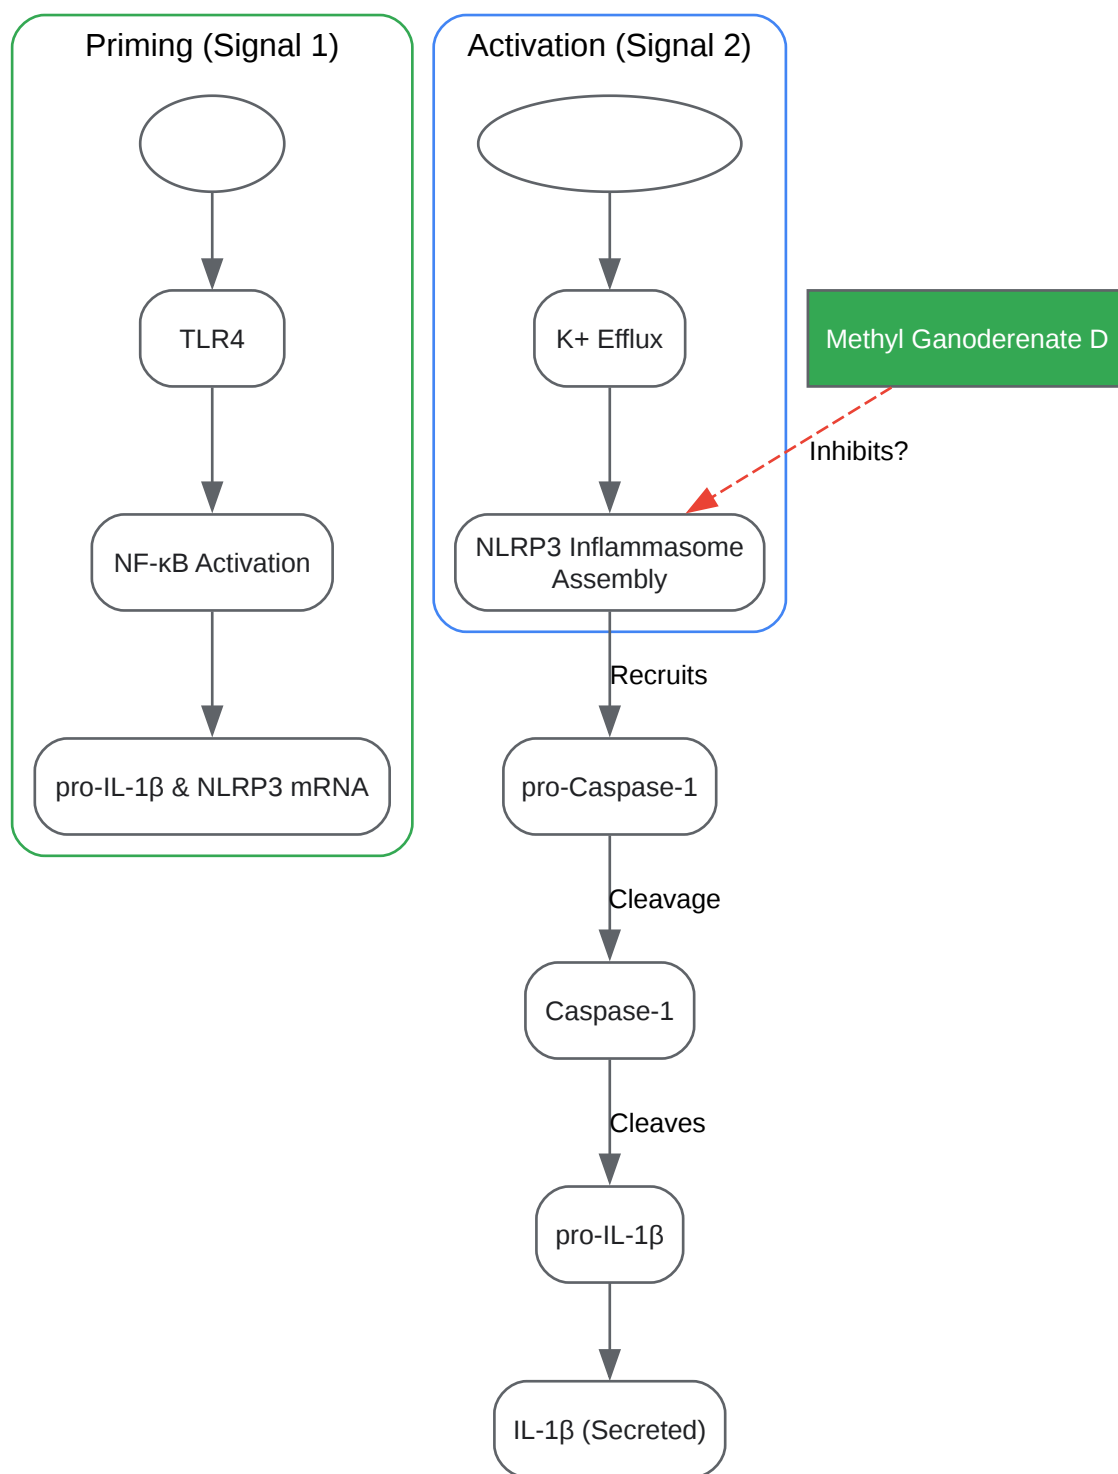 Priming (Signal 1)
TLR4
NF-κB Activation
pro-IL-1β & NLRP3 mRNA
Activation (Signal 2)
K+ Efflux
Methyl Ganoderenate D
Inhibits?
NLRP3 Inflammasome
Assembly
Recruits
pro-Caspase-1
Cleavage
Caspase-1
Cleaves
pro-IL-1β
IL-1β (Secreted)